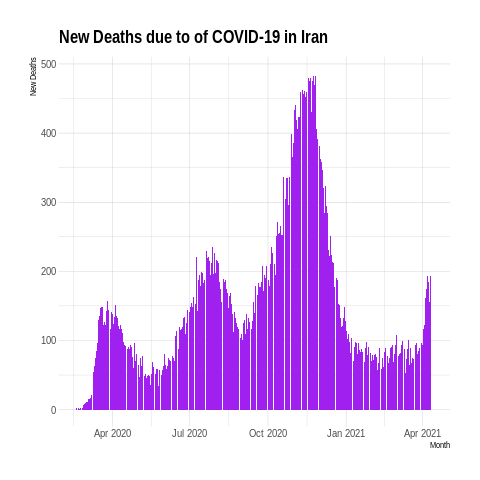 New Deaths due to of COVID-19 in Iran
New Deaths
500
400
300
200
100
0
Apr 2020 Jul 2020 Oct 2020 Jan 2021 Apr 2021
Month